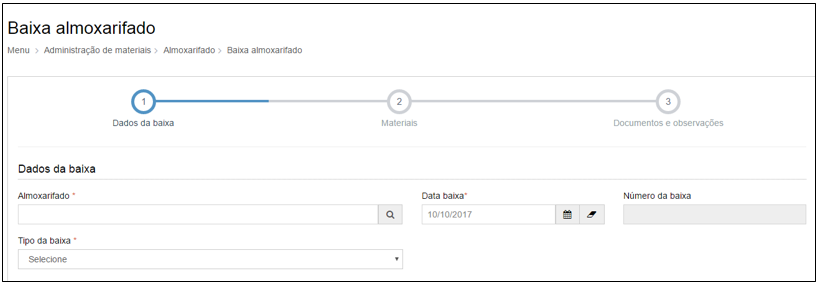 Baixa almoxarifado
Menu > Administração de materiais > Almoxarifado > Baixa almoxarifado
1 2 3
Dados da baixa Materiais Documentos e observações
Dados da baixa
Almoxarifado * Data baixa* Número da baixa
10/10/2017
Tipo da baixa *
Selecione